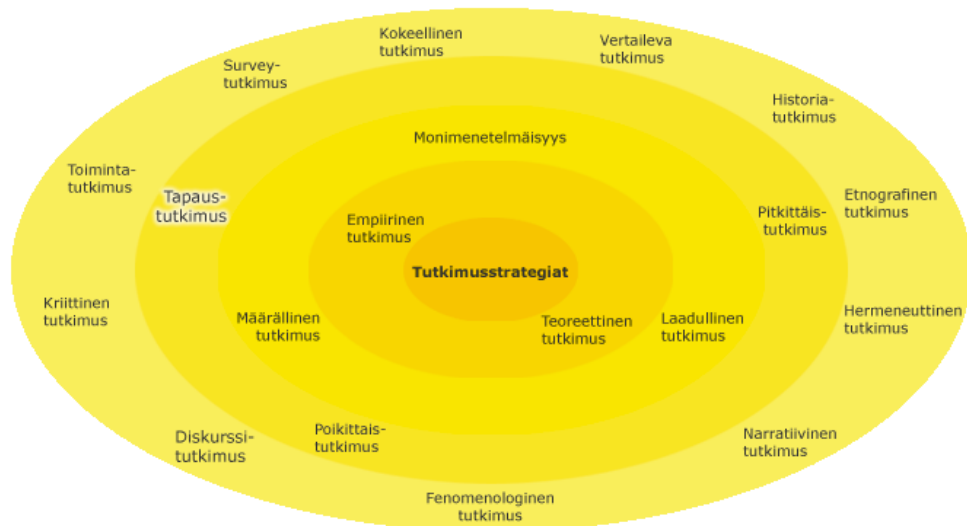 Kokeellinen
tutkimus
Vertaileva
tutkimus
Survey-
tutkimus
Historia-
tutkimus
Monimenetelmäisyys
Toiminta-
tutkimus
Tapaus-
tutkimus
Etnografinen
tutkimus
Pitkittäis-
tutkimus
Empiirinen
tutkimus
Tutkimusstrategiat
Kriittinen
tutkimus
Määrällinen
tutkimus
Teoreettinen
tutkimus
Laadullinen
tutkimus
Hermeneuttinen
tutkimus
Diskurssi-
tutkimus
Poikittais-
tutkimus
Narratiivinen
tutkimus
Fenomenologinen
tutkimus